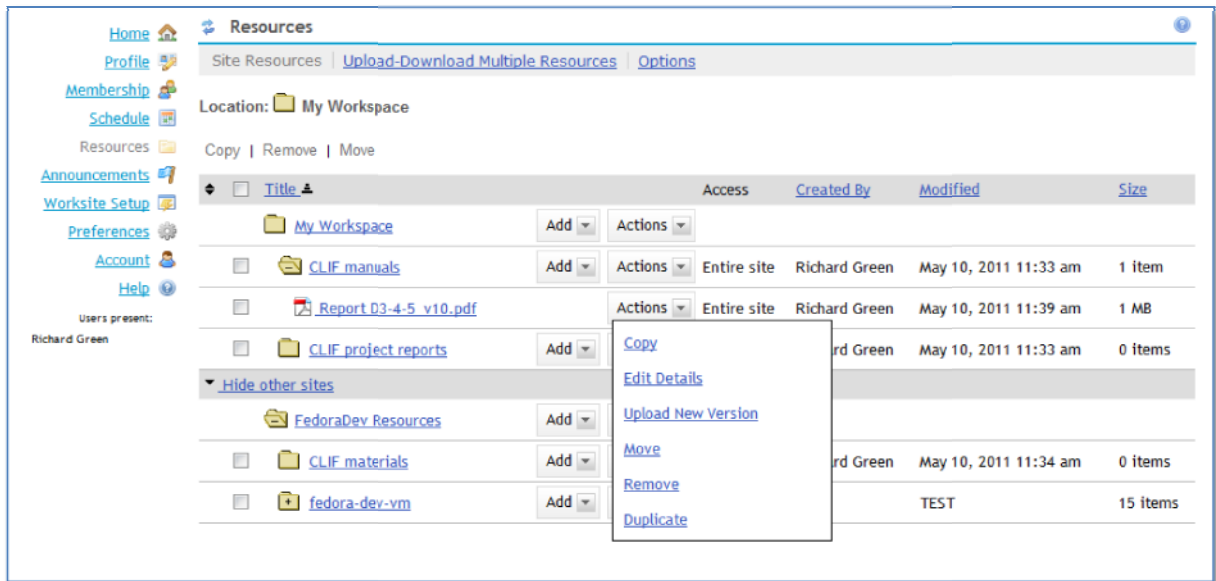 Home
Profile
Membership
Schedule
Resources
Announcements
Worksite Setup
Preferences
Account
Help
Users present:
Richard Green
Resources
Site Resources | Upload-Download Multiple Resources | Options
Location: My Workspace
Copy | Remove | Move
Title Access Created By Modified Size
My Workspace Add Actions
CLIF manuals Add Actions Entire site Richard Green May 10, 2011 11:33 am 1 item
Report D3-4-5 v10.pdf Actions Entire site Richard Green May 10, 2011 11:39 am 1 MB
CLIF project reports Add rd Green May 10, 2011 11:33 am 0 items
Hide other sites
FedoraDev Resources Add
CLIF materials Add rd Green May 10, 2011 11:34 am 0 items
fedora-dev-vm Add TEST 15 items
Copy
Edit Details
Upload New Version
Move
Remove
Duplicate